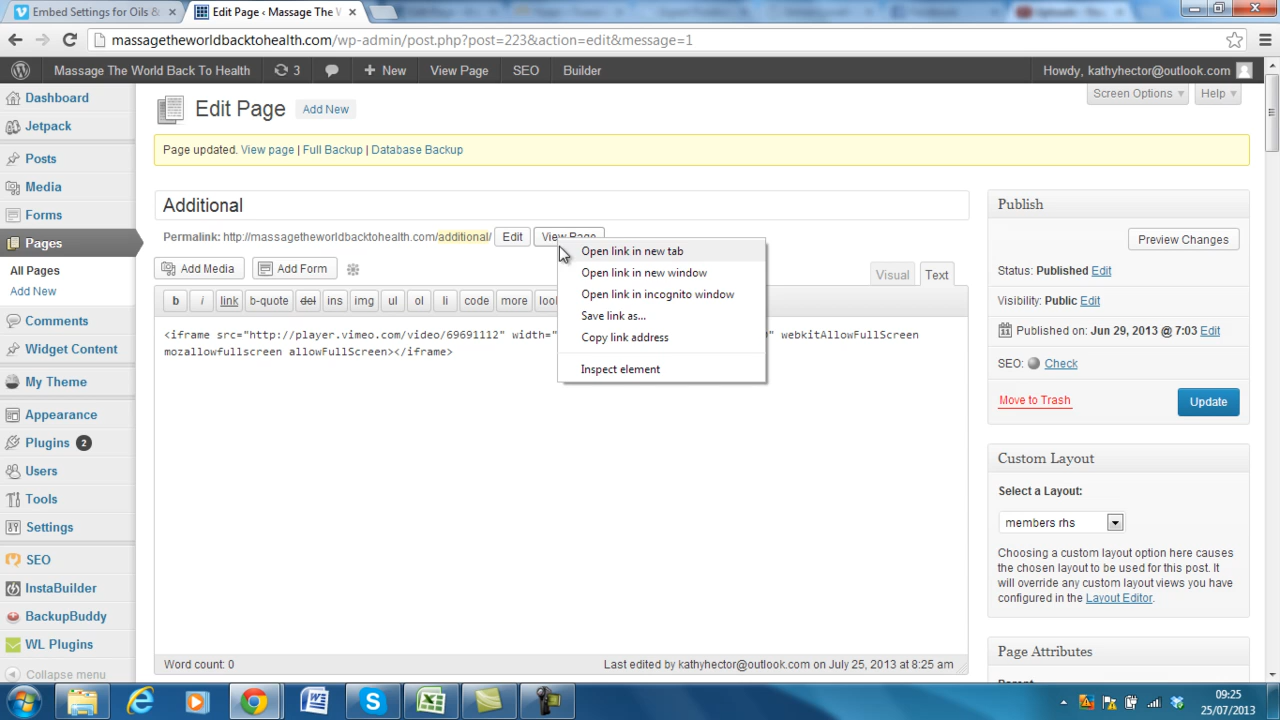 Embed Settings for Oils &
Edit Page ‹ Massage The W
massagetheworldbacktohealth.com/wp-admin/post.php?post=223&action=edit&message=1
Massage The World Back To Health 3 New View Page SEO Builder Howdy, kathyhector@outlook.com
Screen Options Help
Dashboard
Jetpack
Posts
Media
Forms
Pages
All Pages
Add New
Comments
Widget Content
My Theme
Appearance
Plugins 2
Users
Tools
Settings
SEO
InstaBuilder
BackupBuddy
WL Plugins
Collapse menu
Edit Page Add New
Page updated. View page | Full Backup | Database Backup
Additional
Permalink: http://massagetheworldbacktohealth.com/additional/ Edit View Page
Add Media Add Form Visual Text
b i link b-quote del ins img ul ol li code more
<iframe src="http://player.vimeo.com/video/69691112" width=" webkitAllowFullScreen
mozallowfullscreen allowFullScreen></iframe>
Open link in new tab
Open link in new window
Open link in incognito window
Save link as...
Copy link address
Inspect element
Word count: 0 Last edited by kathyhector@outlook.com on July 25, 2013 at 8:25 am
Publish
Preview Changes
Status: Published Edit
Visibility: Public Edit
Published on: Jun 29, 2013 @ 7:03 Edit
SEO: Check
Move to Trash Update
Custom Layout
Select a Layout:
members rhs
Choosing a custom layout option here causes
the chosen layout to be used for this post. It
will override any custom layout views you have
configured in the Layout Editor.
Page Attributes
09:25
25/07/2013